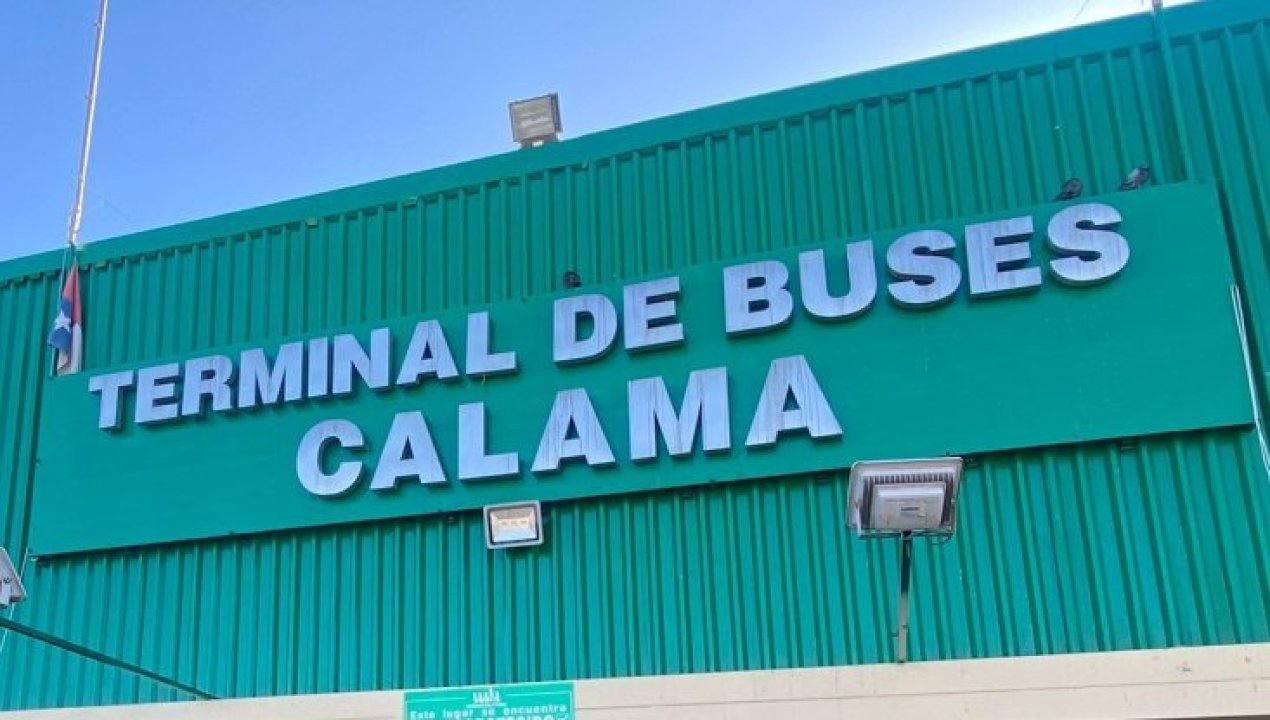 TERMINAL DE BUSES
CALAMA
Este lugar se encuentra